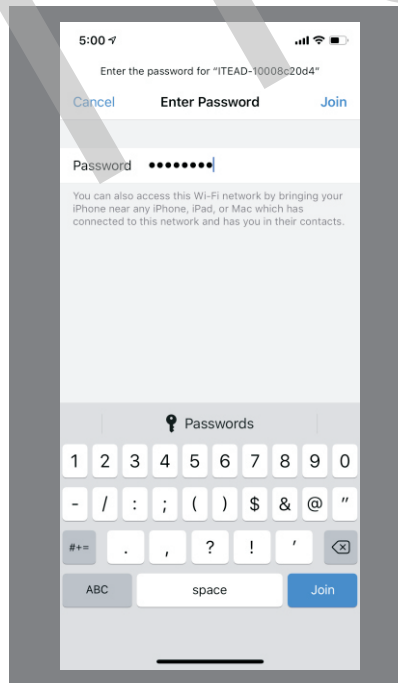 5:00
Enter the password for “ITEAD-10008c20d4”
Cancel Enter Password Join
Password ••••••••
You can also access this Wi-Fi network by bringing your
iPhone near any iPhone, iPad, or Mac which has
connected to this network and has you in their contacts.
Passwords
1 2 3 4 5 6 7 8 9 0
- / : ; ( ) $ & @ "
#+= . , ? ! '
ABC space Join